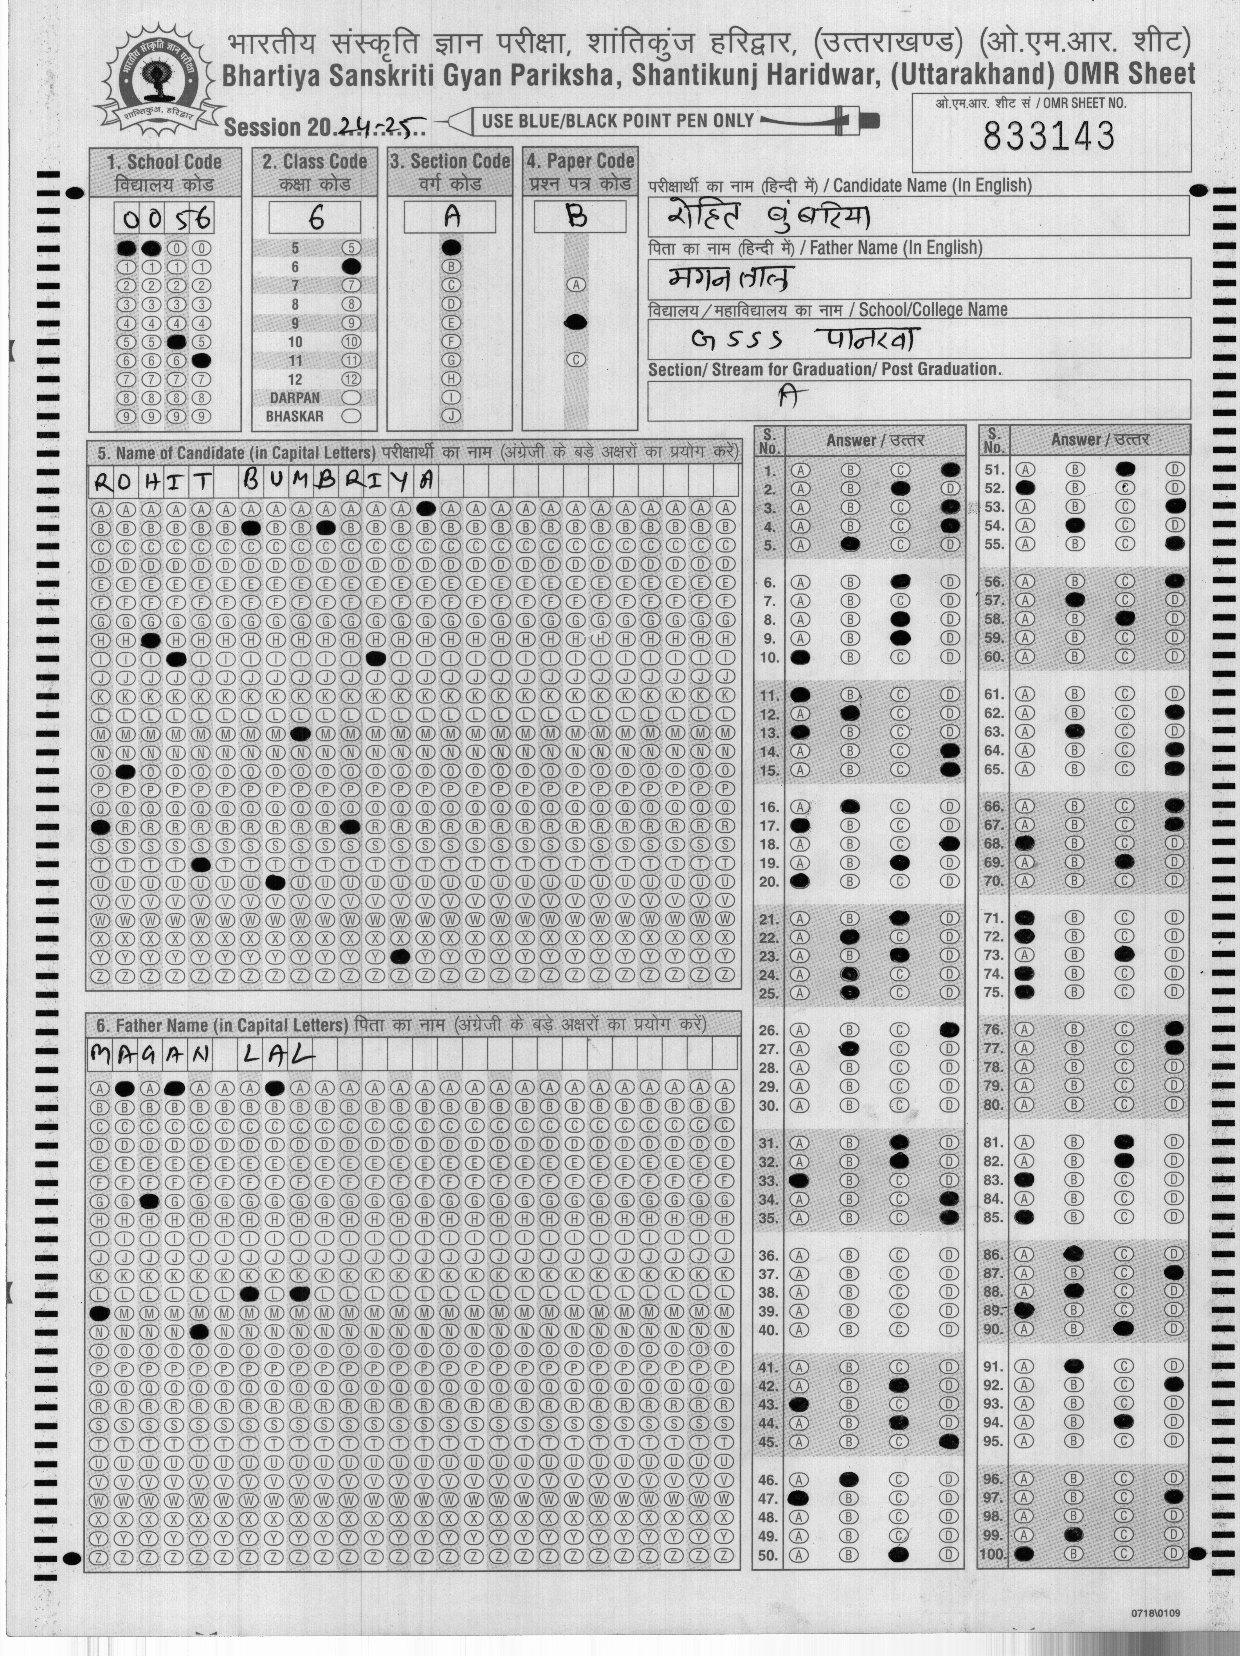 भारतीय संस्कृति ज्ञान परीक्षा, शांतिकुंज हरिद्वार, (उत्तराखण्ड) (ओ.एम.आर. शीट)
Bhartiya Sanskriti Gyan Pariksha, Shantikunj Haridwar, (Uttarakhand) OMR Sheet
भारतीय संस्कृति ज्ञान परीक्षा
शान्तिकुञ्ज, हरिद्वार
Session 2024-25
USE BLUE/BLACK POINT PEN ONLY
ओ.एम.आर. शीट सं / OMR SHEET NO.
833143
1. School Code
विद्यालय कोड
0056
2. Class Code
कक्षा कोड
6
5
6
7
8
9
10
11
12
DARPAN
BHASKAR
3. Section Code
वर्ग कोड
A
4. Paper Code
प्रश्न पत्र कोड
B
परीक्षार्थी का नाम (हिन्दी में) / Candidate Name (In English)
रोहित बुंबरिया
पिता का नाम (हिन्दी में) / Father Name (In English)
मगन लाल
विद्यालय/महाविद्यालय का नाम / School/College Name
GSSS पानरवा
Section/ Stream for Graduation/ Post Graduation.
A
5. Name of Candidate (in Capital Letters) परीक्षार्थी का नाम (अंग्रेजी के बड़े अक्षरों का प्रयोग करें)
ROHIT BUMBRIYA
6. Father Name (in Capital Letters) पिता का नाम (अंग्रेजी के बड़े अक्षरों का प्रयोग करें)
MAGAN LAL
S. No. Answer / उत्तर
S. No. Answer / उत्तर
0718\0109